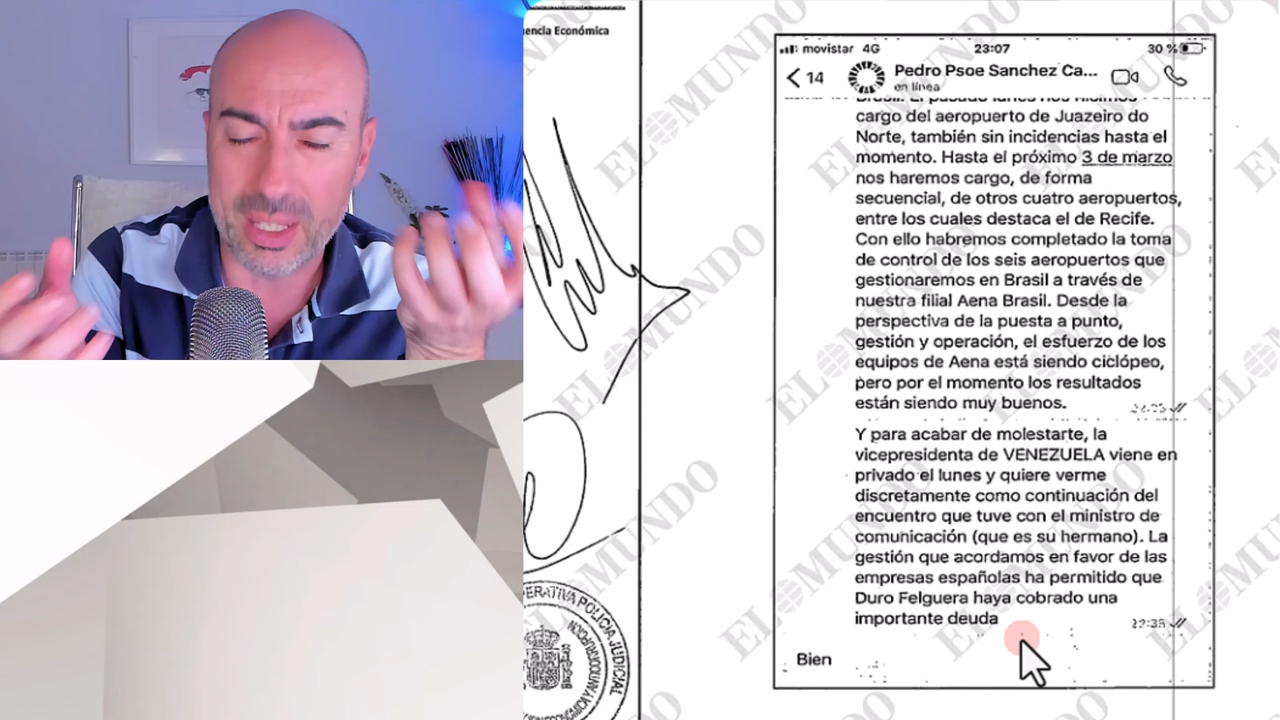 uencia Económica
movistar 4G 23:07 30 %
14 Pedro Psoe Sanchez Ca...
en línea
Brasil. El pasado lunes nos hicimos
cargo del aeropuerto de Juazeiro do
Norte, también sin incidencias hasta el
momento. Hasta el próximo 3 de marzo
nos haremos cargo, de forma
secuencial, de otros cuatro aeropuertos,
entre los cuales destaca el de Recife.
Con ello habremos completado la toma
de control de los seis aeropuertos que
gestionaremos en Brasil a través de
nuestra filial Aena Brasil. Desde la
perspectiva de la puesta a punto,
gestión y operación, el esfuerzo de los
equipos de Aena está siendo ciclópeo,
pero por el momento los resultados
están siendo muy buenos.
Y para acabar de molestarte, la
vicepresidenta de VENEZUELA viene en
privado el lunes y quiere verme
discretamente como continuación del
encuentro que tuve con el ministro de
comunicación (que es su hermano). La
gestión que acordamos en favor de las
empresas españolas ha permitido que
Duro Felguera haya cobrado una
importante deuda
Bien
PERATIVA POLICIA JUDICIAL
EL MUNDO